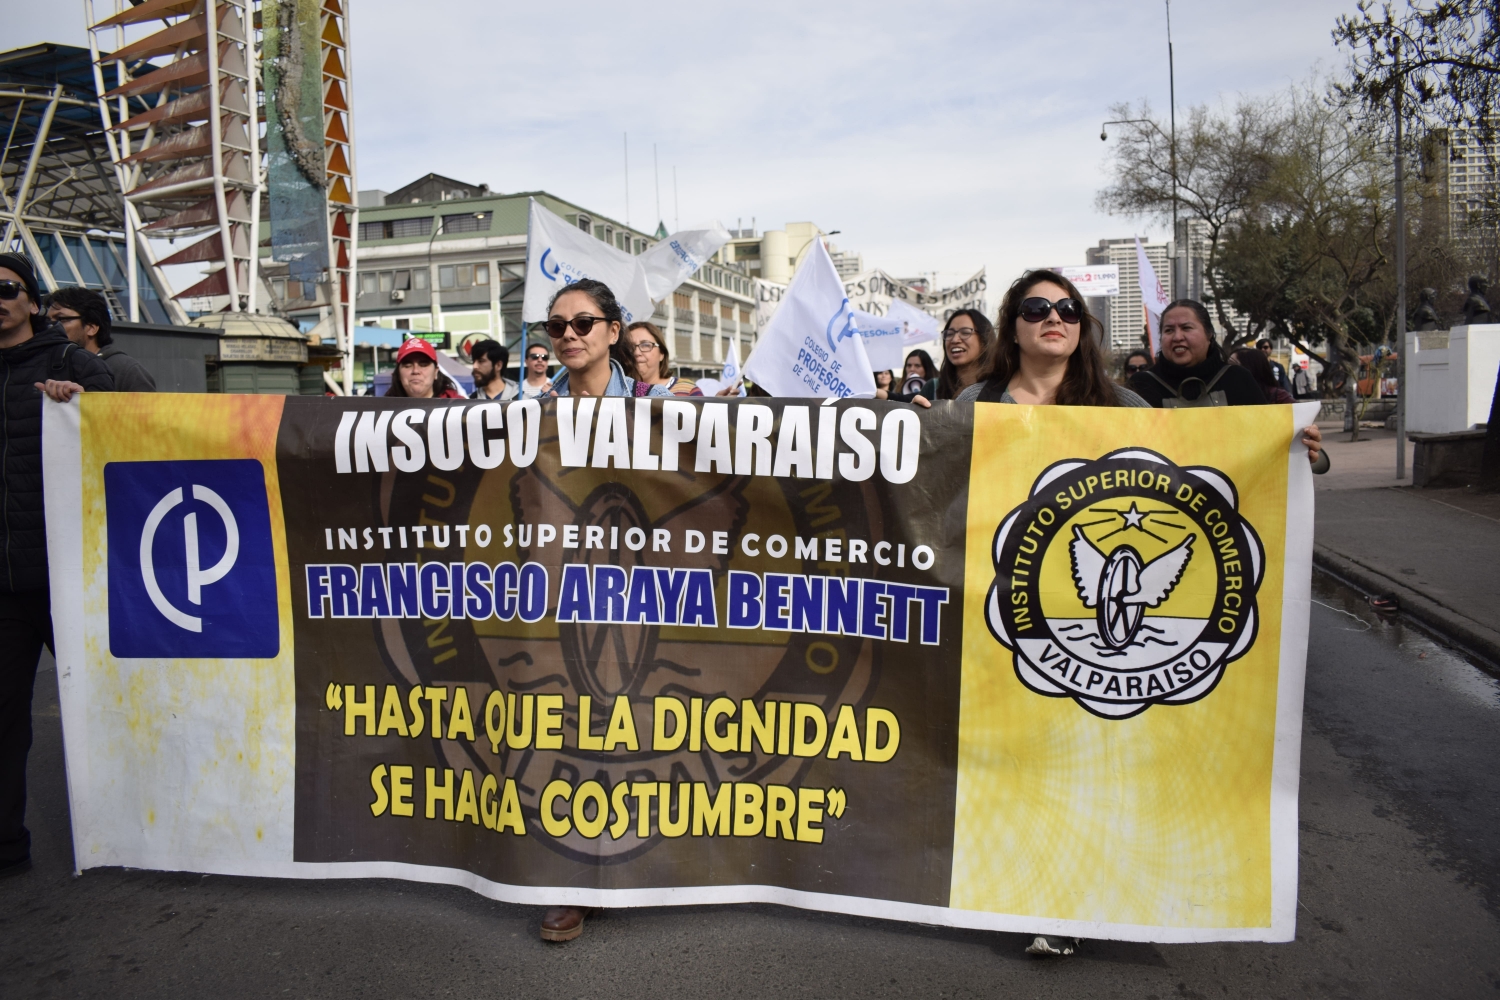 INSUCO VALPARAÍSO
INSTITUTO SUPERIOR DE COMERCIO
FRANCISCO ARAYA BENNETT
“HASTA QUE LA DIGNIDAD
SE HAGA COSTUMBRE”
INSTITUTO SUPERIOR DE COMERCIO
VALPARAISO
COLEGIO DE
PROFESORES
DE CHILE